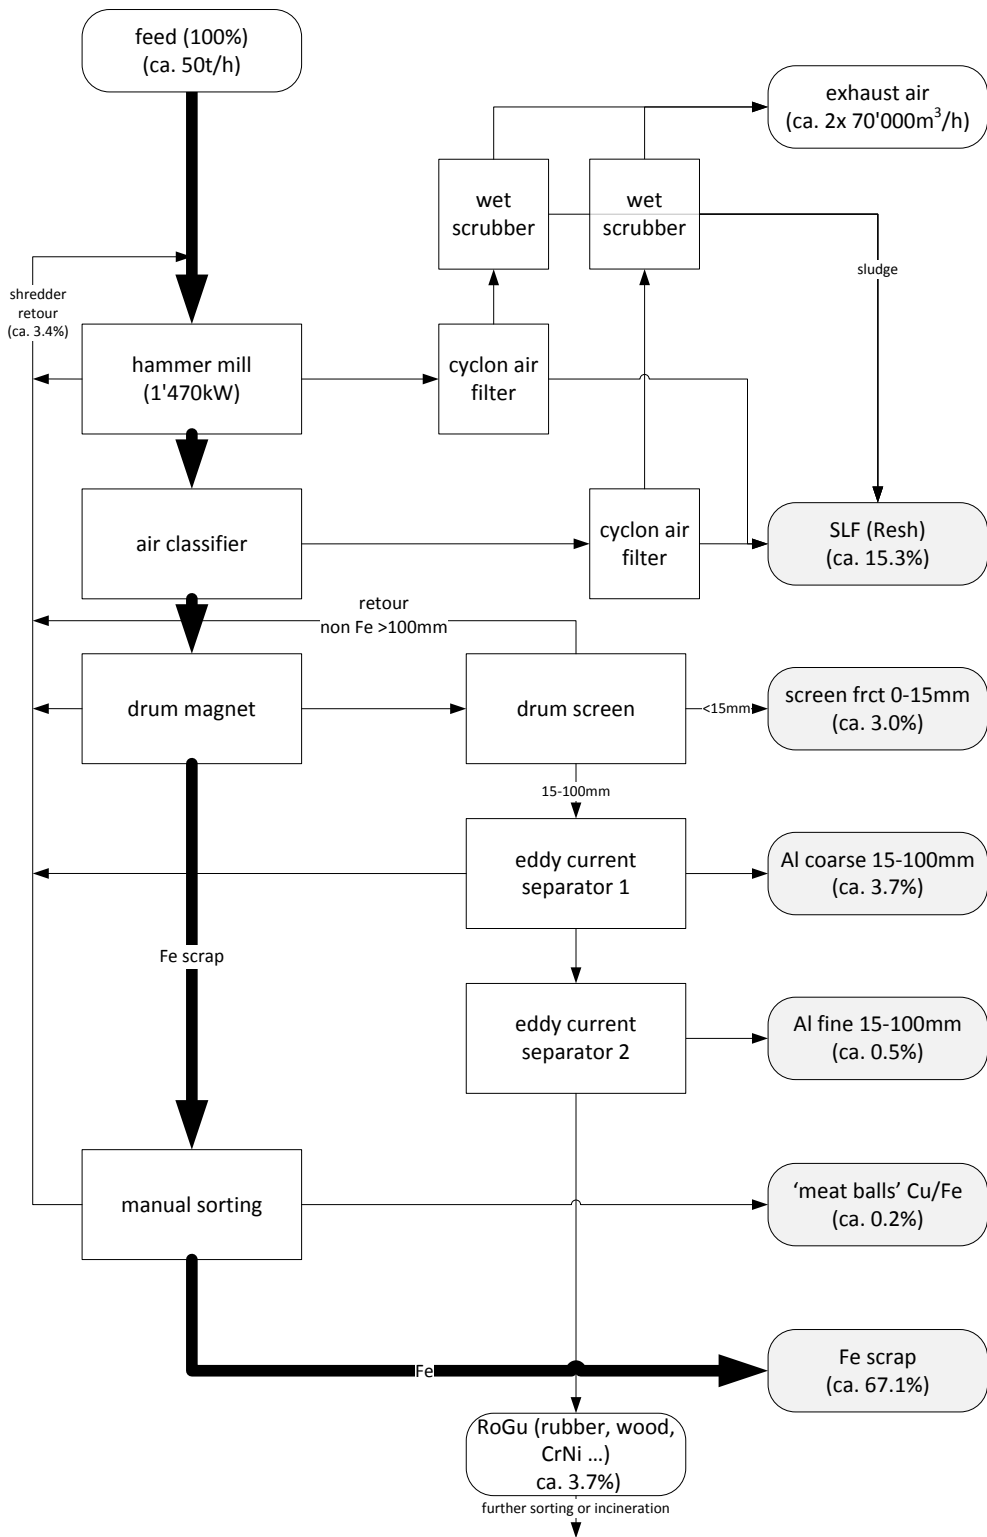 feed (100%)
(ca. 50t/h)
exhaust air
(ca. 2x 70'000m³/h)
wet
scrubber
wet
scrubber
sludge
shredder
retour
(ca. 3.4%)
hammer mill
(1'470kW)
cyclon air
filter
air classifier
cyclon air
filter
SLF (Resh)
(ca. 15.3%)
retour
non Fe >100mm
drum magnet
drum screen
<15mm
screen frct 0-15mm
(ca. 3.0%)
15-100mm
eddy current
separator 1
Al coarse 15-100mm
(ca. 3.7%)
Fe scrap
eddy current
separator 2
Al fine 15-100mm
(ca. 0.5%)
manual sorting
‘meat balls’ Cu/Fe
(ca. 0.2%)
Fe
Fe scrap
(ca. 67.1%)
RoGu (rubber, wood,
CrNi ...)
ca. 3.7%)
further sorting or incineration